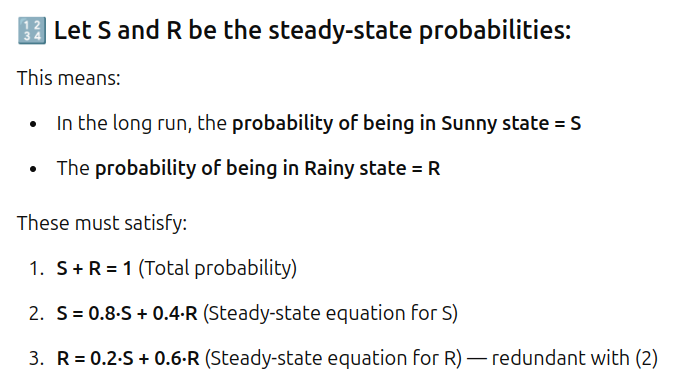 🔢 Let S and R be the steady-state probabilities:
This means:
• In the long run, the probability of being in Sunny state = S
• The probability of being in Rainy state = R
These must satisfy:
1. S + R = 1 (Total probability)
2. S = 0.8·S + 0.4·R (Steady-state equation for S)
3. R = 0.2·S + 0.6·R (Steady-state equation for R) — redundant with (2)